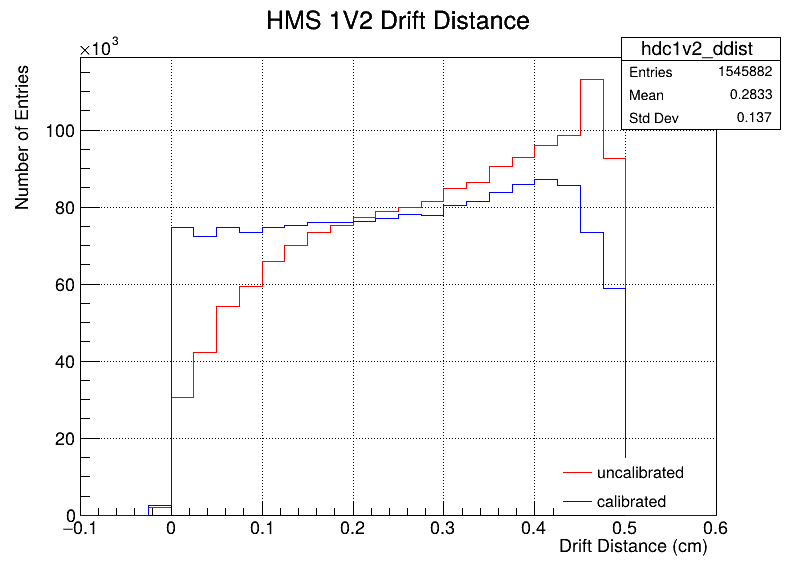 HMS 1V2 Drift Distance
×10³
hdc1v2_ddist
Entries 1545882
Mean 0.2833
Std Dev 0.137
Number of Entries
100
80
60
40
20
0
uncalibrated
calibrated
−0.1 0 0.1 0.2 0.3 0.4 0.5 0.6
Drift Distance (cm)